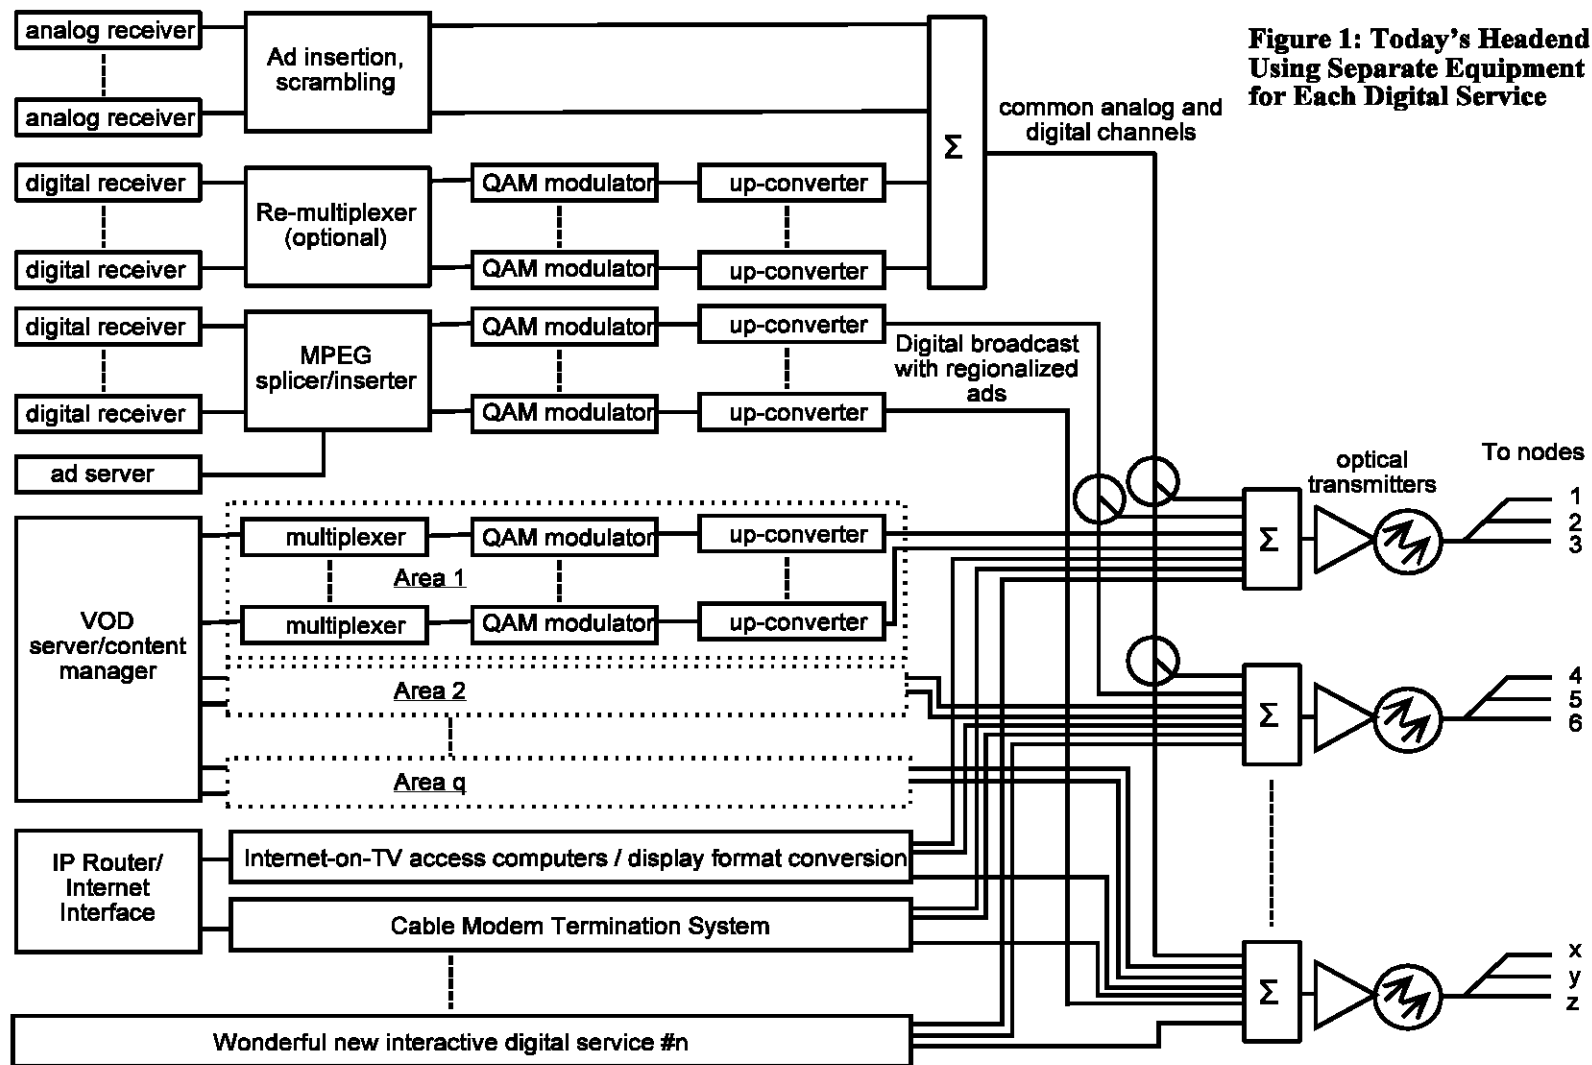 Figure 1: Today's Headend
Using Separate Equipment
for Each Digital Service
analog receiver
analog receiver
Ad insertion,
scrambling
Σ
common analog and
digital channels
digital receiver
digital receiver
Re-multiplexer
(optional)
QAM modulator
QAM modulator
up-converter
up-converter
digital receiver
digital receiver
MPEG
splicer/inserter
QAM modulator
QAM modulator
up-converter
up-converter
Digital broadcast
with regionalized
ads
ad server
VOD
server/content
manager
multiplexer
QAM modulator
up-converter
Area 1
multiplexer
QAM modulator
up-converter
Area 2
Area q
IP Router/
Internet
Interface
Internet-on-TV access computers / display format conversion
Cable Modem Termination System
Wonderful new interactive digital service #n
optical
transmitters
To nodes
Σ
1
2
3
Σ
4
5
6
Σ
x
y
z